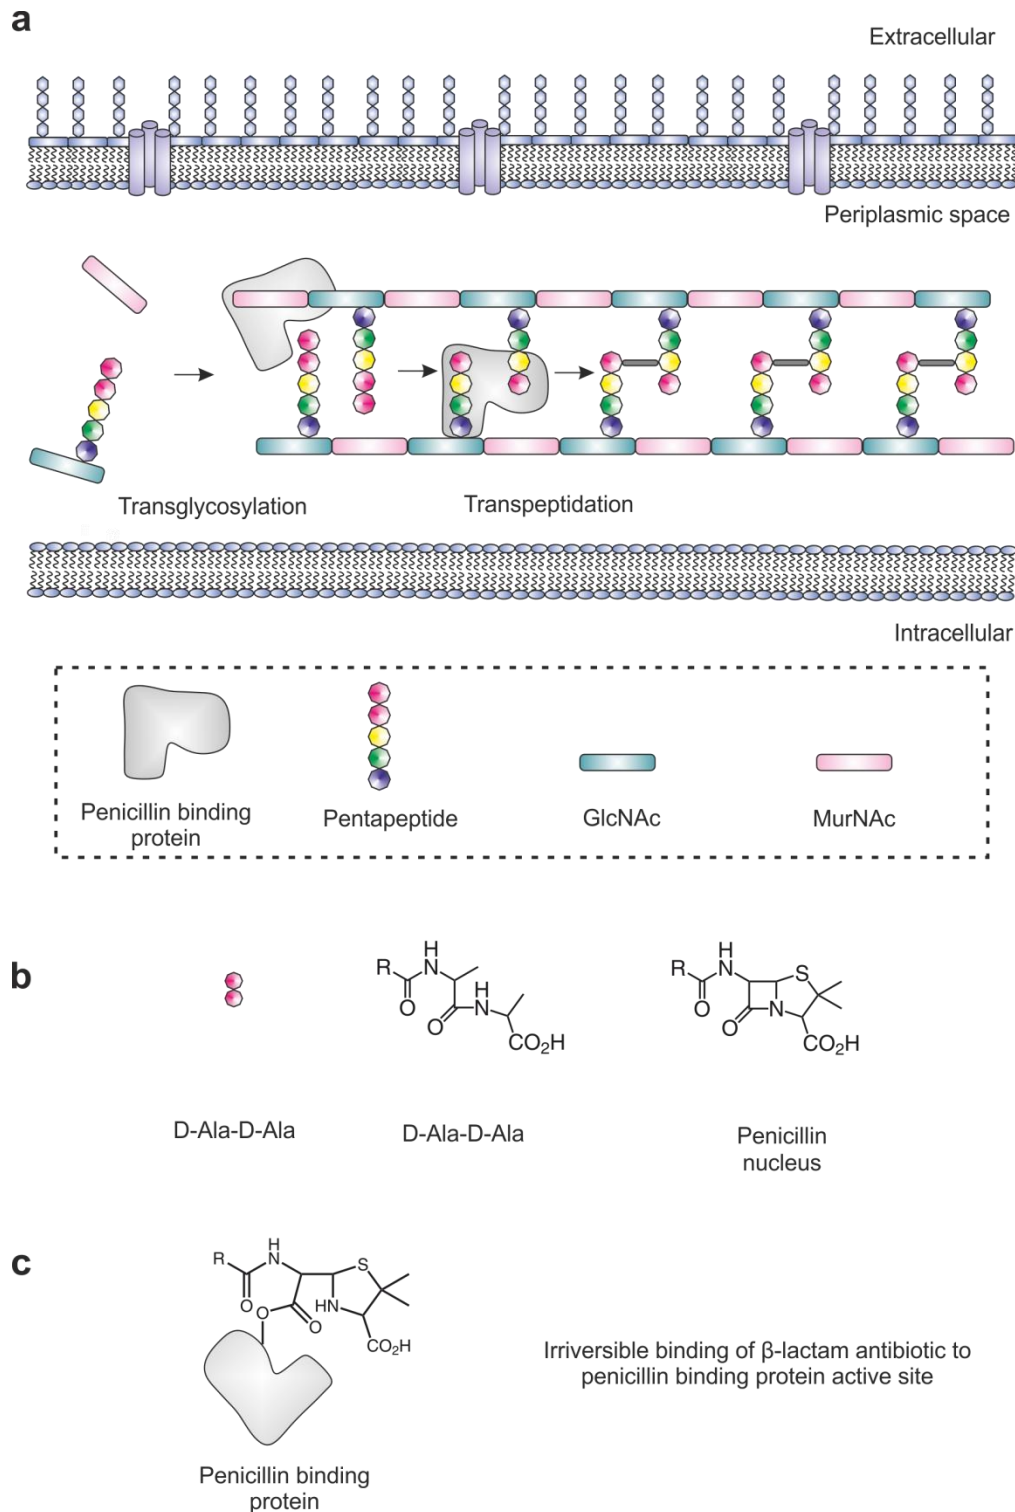 a
Extracellular
Periplasmic space
Transglycosylation
Transpeptidation
Intracellular
Penicillin binding
protein
Pentapeptide
GlcNAc
MurNAc
b
H
R
N
O
H
N
O
CO₂H
H
R
N
S
O
N
O
CO₂H
D-Ala-D-Ala
D-Ala-D-Ala
Penicillin
nucleus
c
H
R
N
S
O
O
HN
O
CO₂H
Irriversible binding of β-lactam antibiotic to
penicillin binding protein active site
Penicillin binding
protein